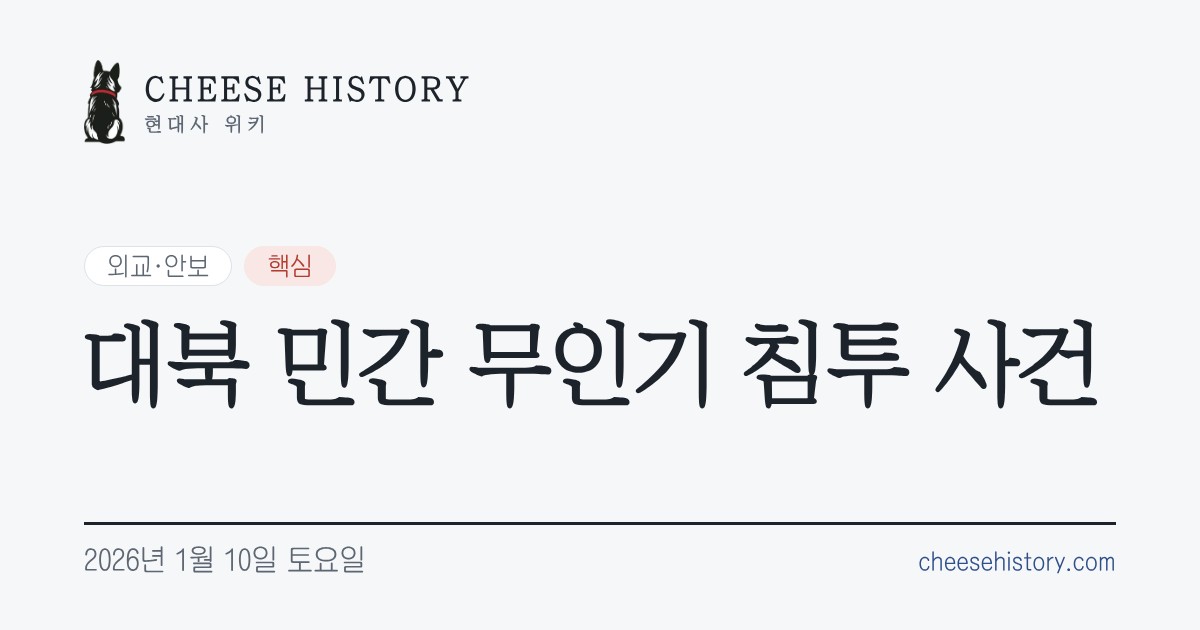 CHEESE HISTORY
현대사 위키
외교·안보 핵심
대북 민간 무인기 침투 사건
2026년 1월 10일 토요일
cheesehistory.com